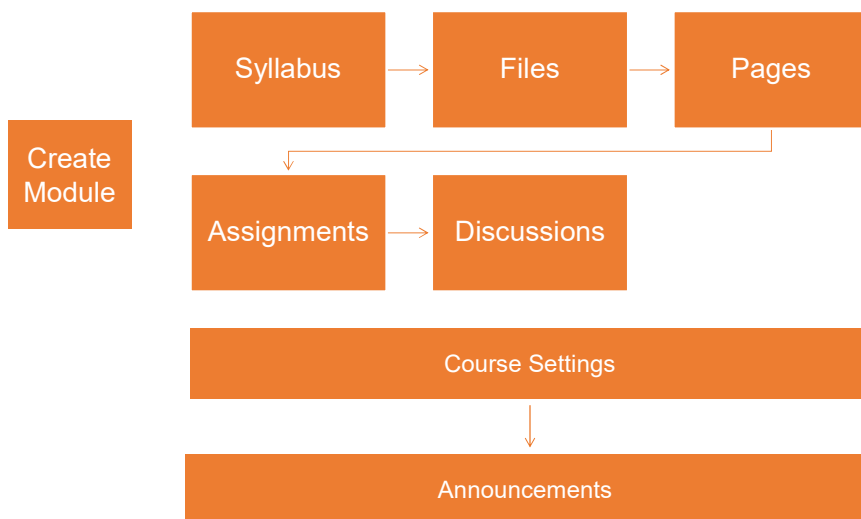 Syllabus
Files
Pages
Create
Module
Assignments
Discussions
Course Settings
Announcements